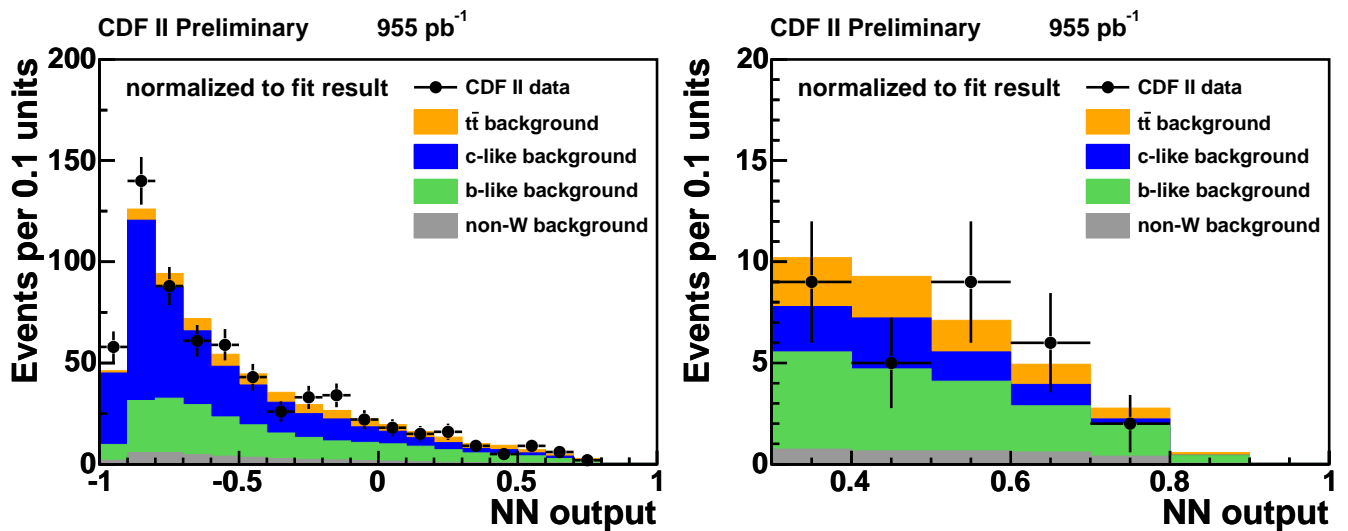 CDF II Preliminary 955 pb⁻¹
Events per 0.1 units
200
150
100
50
0
normalized to fit result
CDF II data
tt̄ background
c-like background
b-like background
non-W background
-1 -0.5 0 0.5 1
NN output
CDF II Preliminary 955 pb⁻¹
Events per 0.1 units
20
15
10
5
0
normalized to fit result
CDF II data
tt̄ background
c-like background
b-like background
non-W background
0.4 0.6 0.8 1
NN output